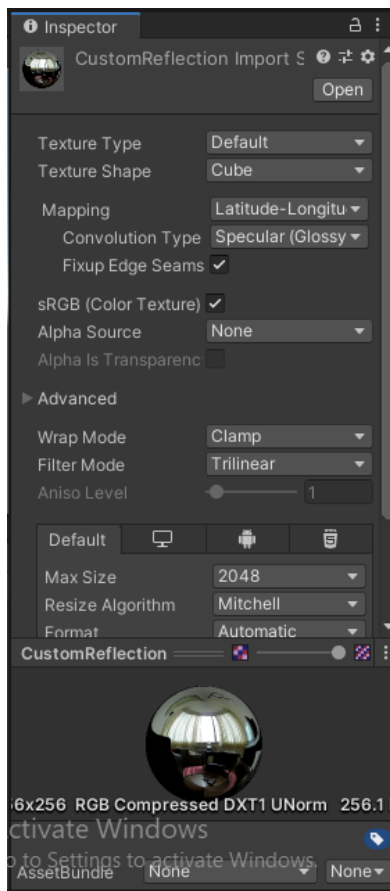 Inspector
CustomReflection Import S
Open
Texture Type Default
Texture Shape Cube
Mapping Latitude-Longitu
Convolution Type Specular (Glossy
Fixup Edge Seams
sRGB (Color Texture)
Alpha Source None
Alpha Is Transparenc
Advanced
Wrap Mode Clamp
Filter Mode Trilinear
Aniso Level 1
Default
Max Size 2048
Resize Algorithm Mitchell
Format Automatic
CustomReflection
6x256 RGB Compressed DXT1 UNorm 256.1
ctivate Windows
o to Settings to activate Windows.
AssetBundle None None